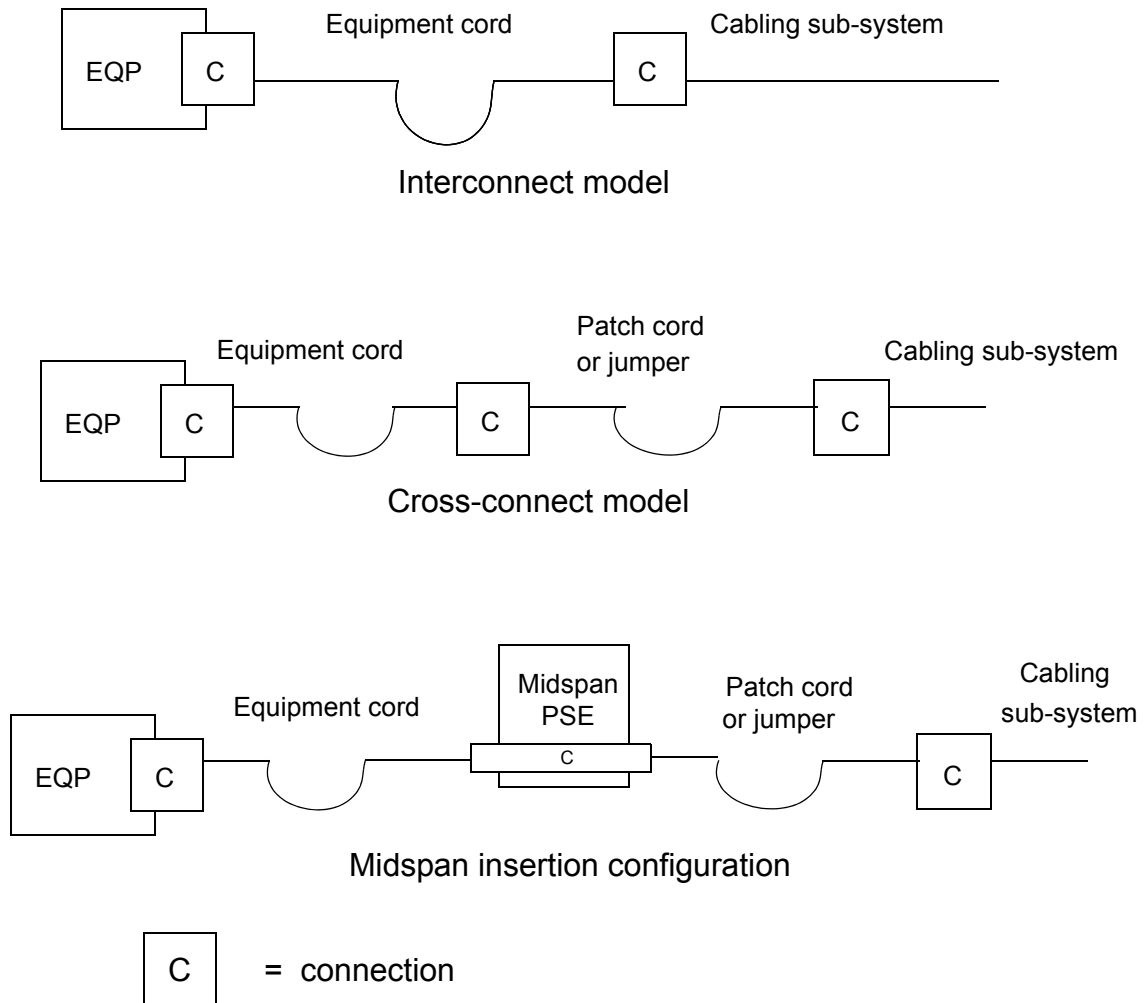 Equipment cord
Cabling sub-system
EQP
C
C
Interconnect model
Equipment cord
Patch cord
or jumper
Cabling sub-system
EQP
C
C
C
Cross-connect model
Equipment cord
Midspan
PSE
Patch cord
or jumper
Cabling
sub-system
EQP
C
C
C
Midspan insertion configuration
C = connection